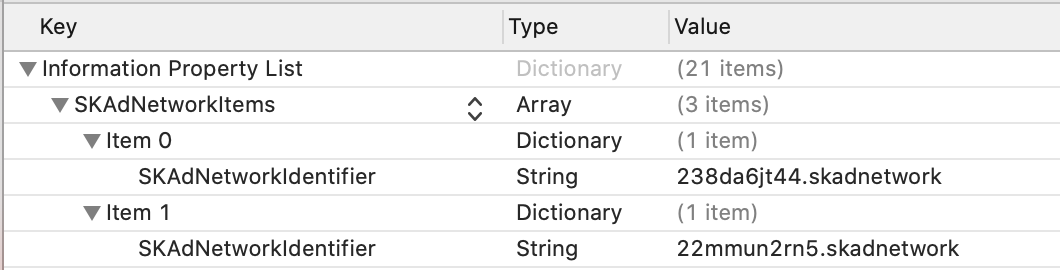 Key Type Value
Information Property List Dictionary (21 items)
SKAdNetworkItems Array (3 items)
Item 0 Dictionary (1 item)
SKAdNetworkIdentifier String 238da6jt44.skadnetwork
Item 1 Dictionary (1 item)
SKAdNetworkIdentifier String 22mmun2rn5.skadnetwork